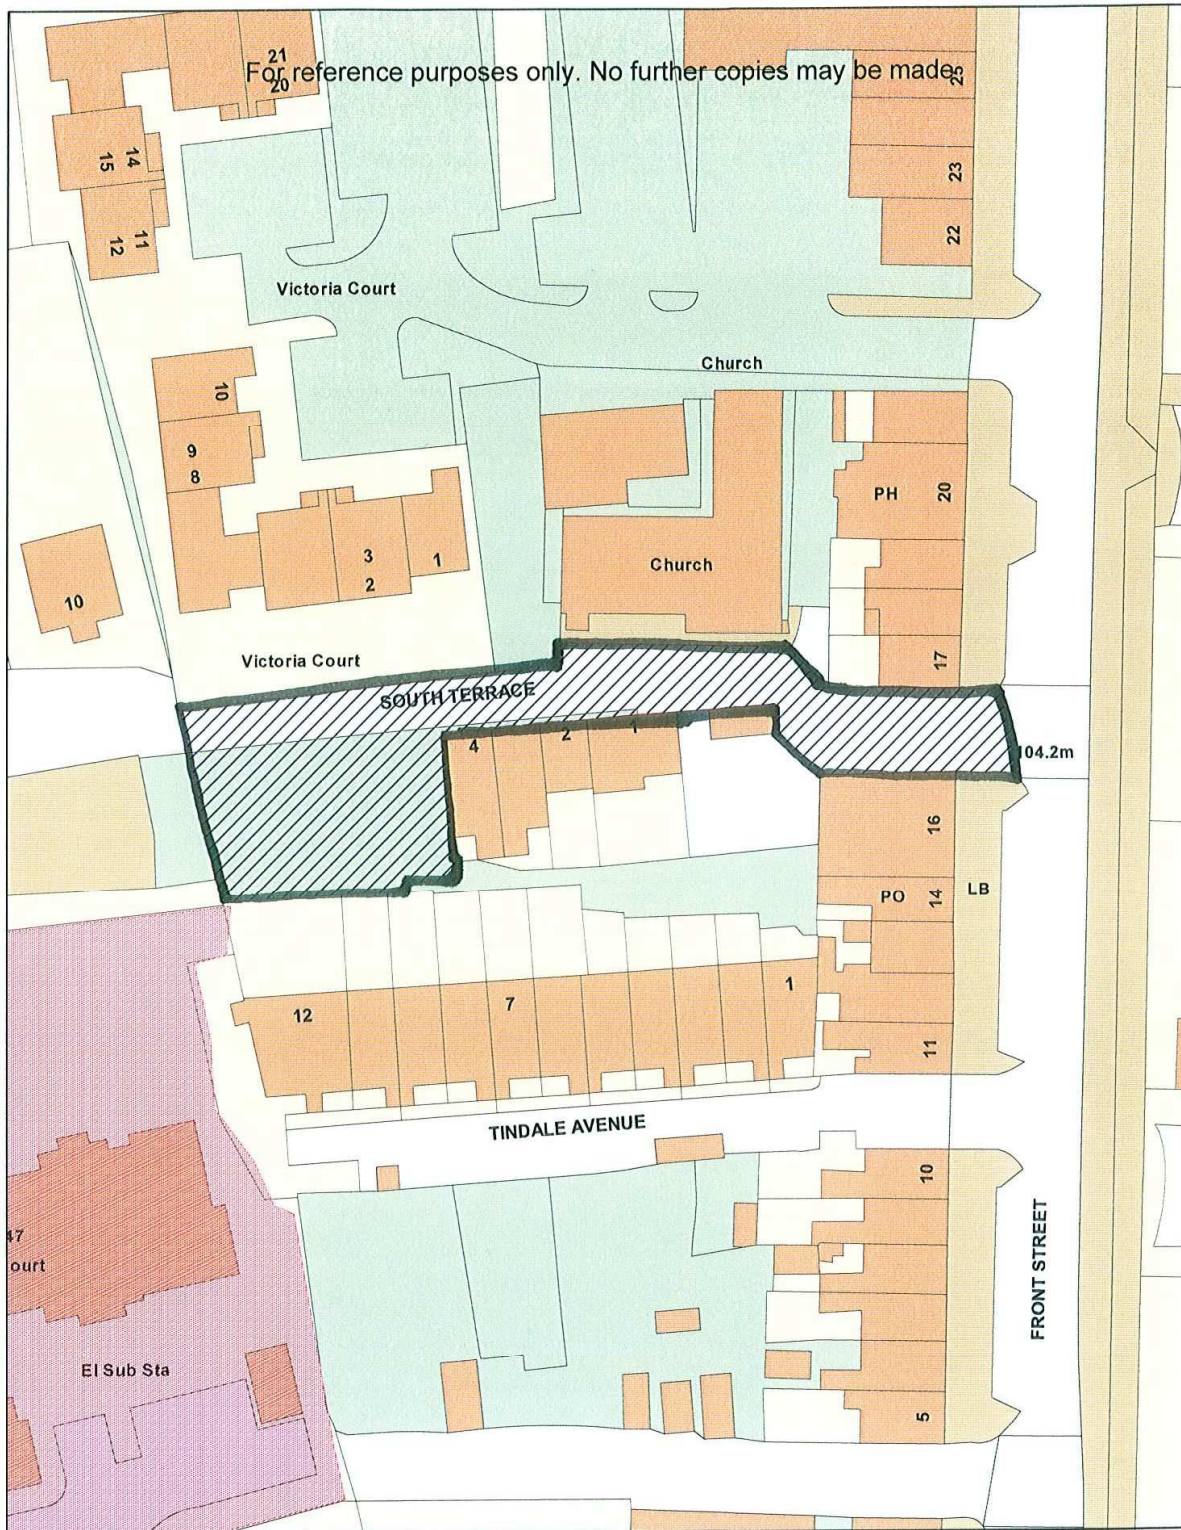 21
For reference purposes only. No further copies may be made.
20
25
14
15
23
11
12
22
Victoria Court
Church
10
9
8
PH
20
3
2
1
Church
10
17
Victoria Court
SOUTH TERRACE
4
2
1
104.2m
16
PO
14
LB
1
12
7
11
TINDALE AVENUE
10
47
ourt
FRONT STREET
El Sub Sta
5